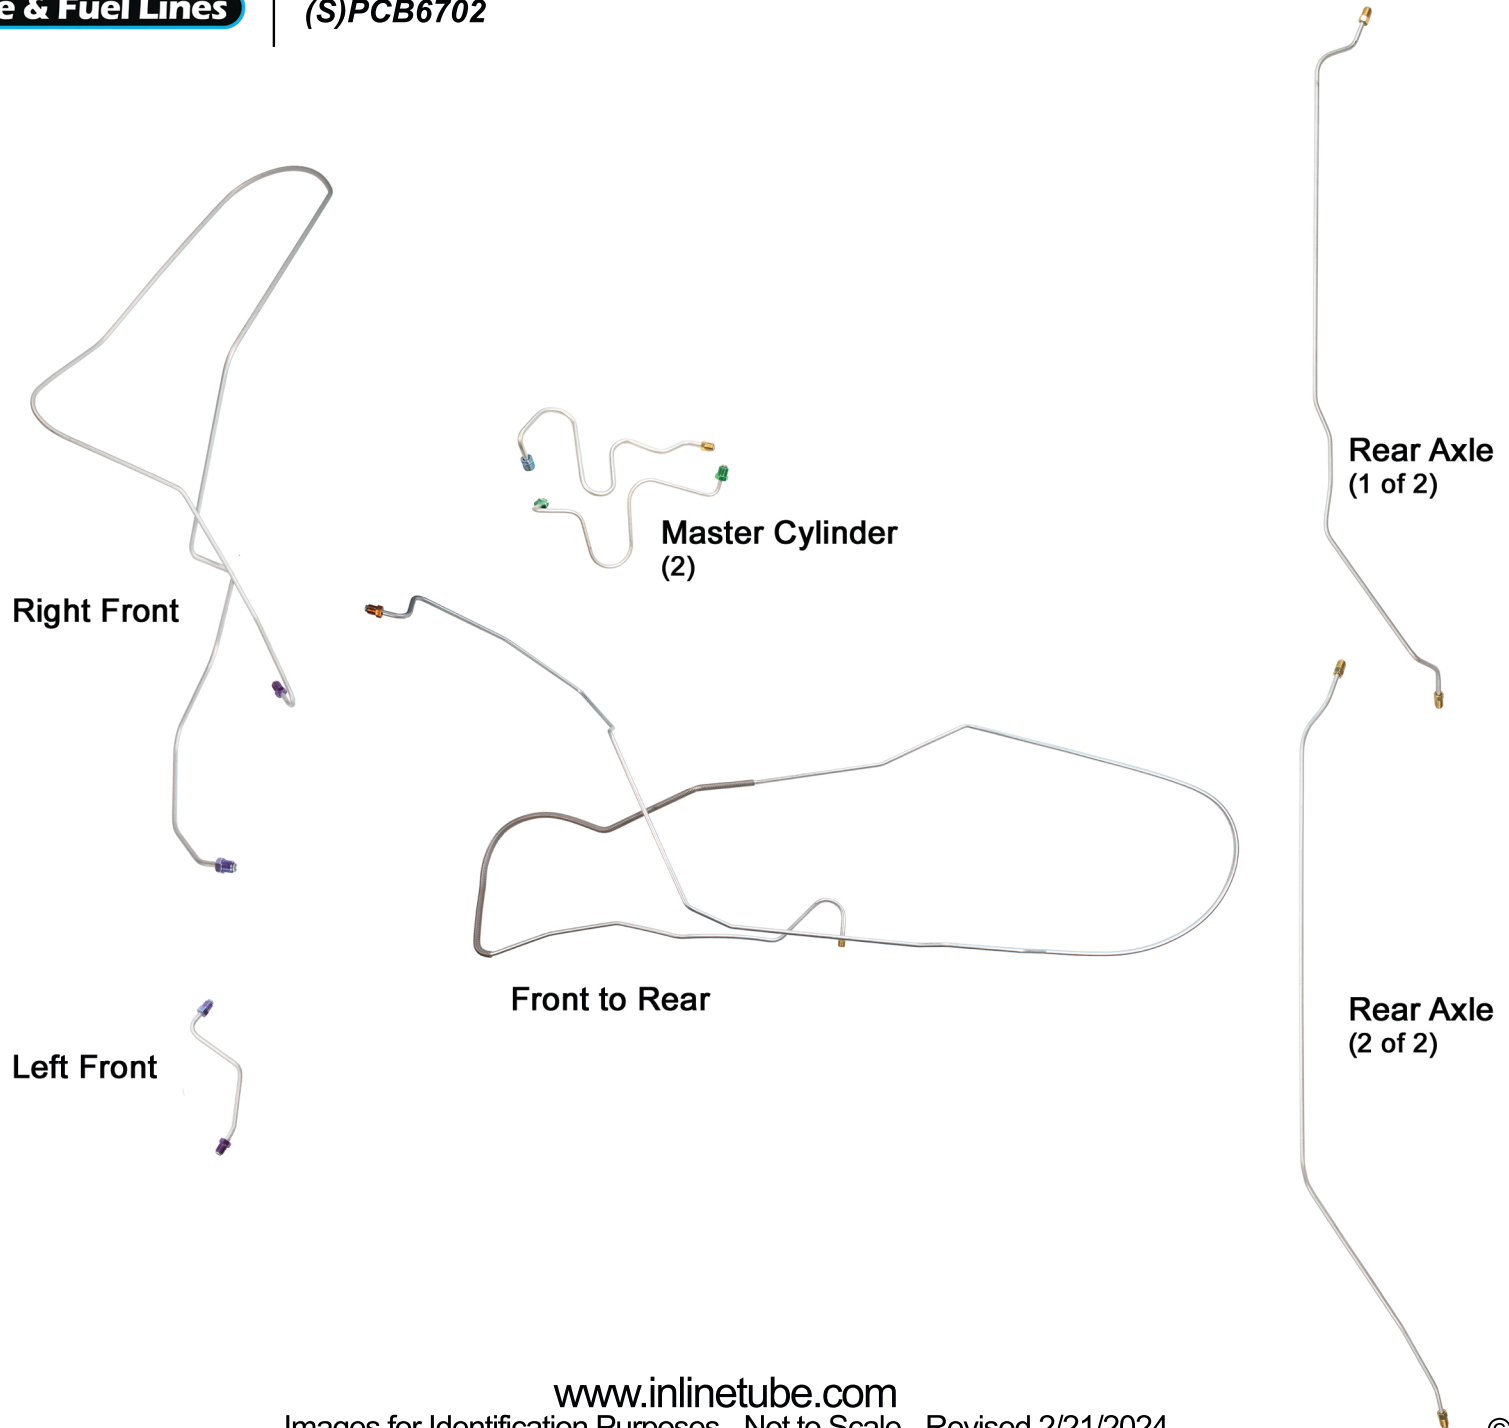 & Fuel Lines
(S)PCB6702
Rear Axle
(1 of 2)
Master Cylinder
(2)
Right Front
Front to Rear
Rear Axle
(2 of 2)
Left Front
www.inlinetube.com
Images for Identification Purposes - Not to Scale - Revised 2/21/2024
©